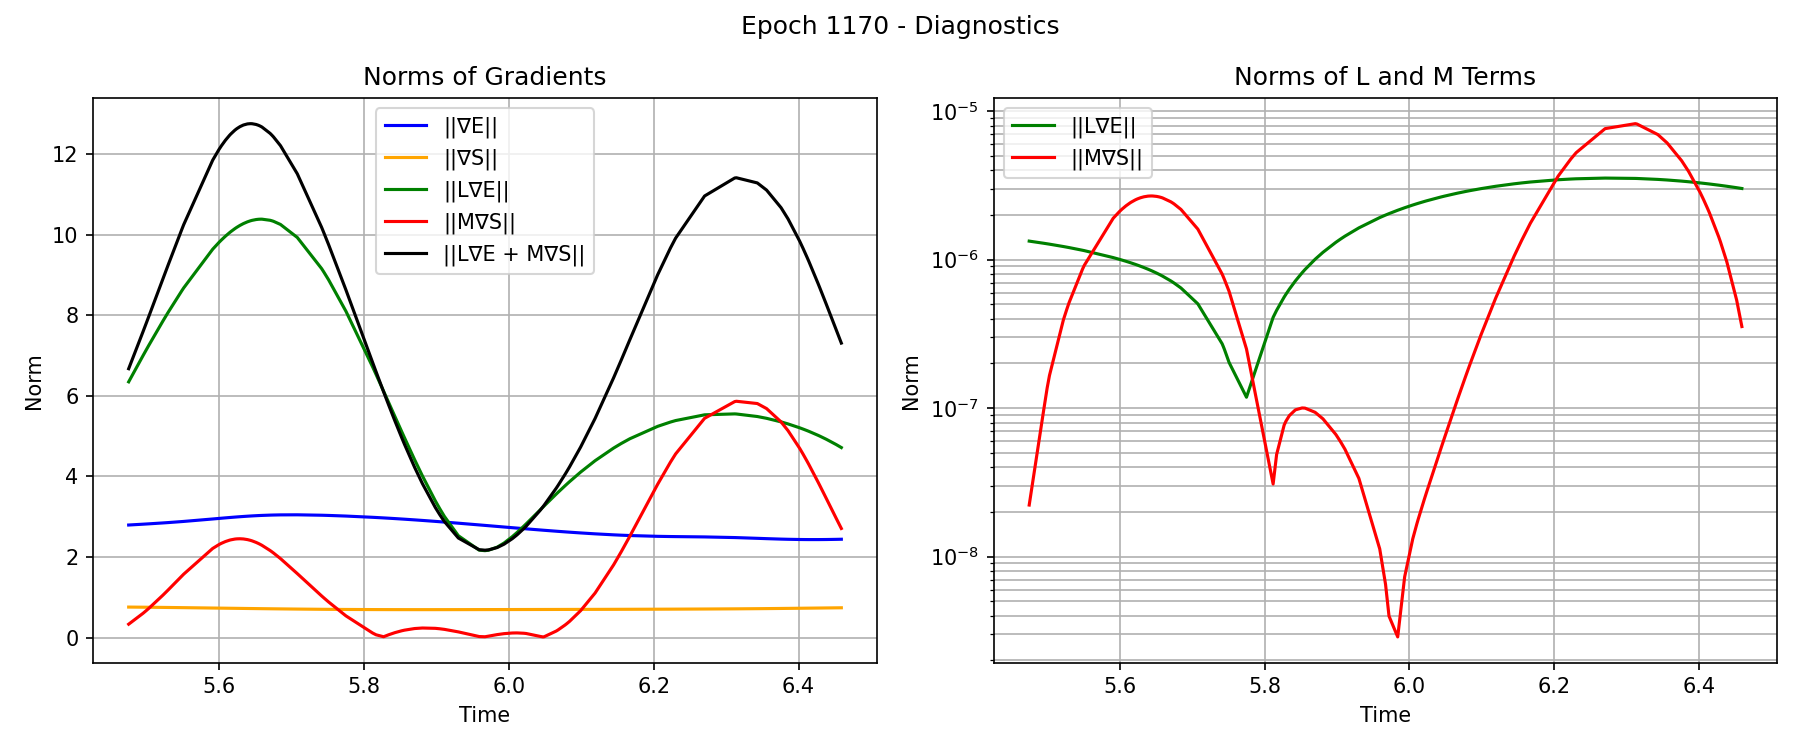 Epoch 1170 - Diagnostics
Norms of Gradients
||∇E||
||∇S||
||L∇E||
||M∇S||
||L∇E + M∇S||
Norm
12
10
8
6
4
2
0
5.6 5.8 6.0 6.2 6.4
Time
Norms of L and M Terms
||L∇E||
||M∇S||
Norm
10⁻⁵
10⁻⁶
10⁻⁷
10⁻⁸
5.6 5.8 6.0 6.2 6.4
Time